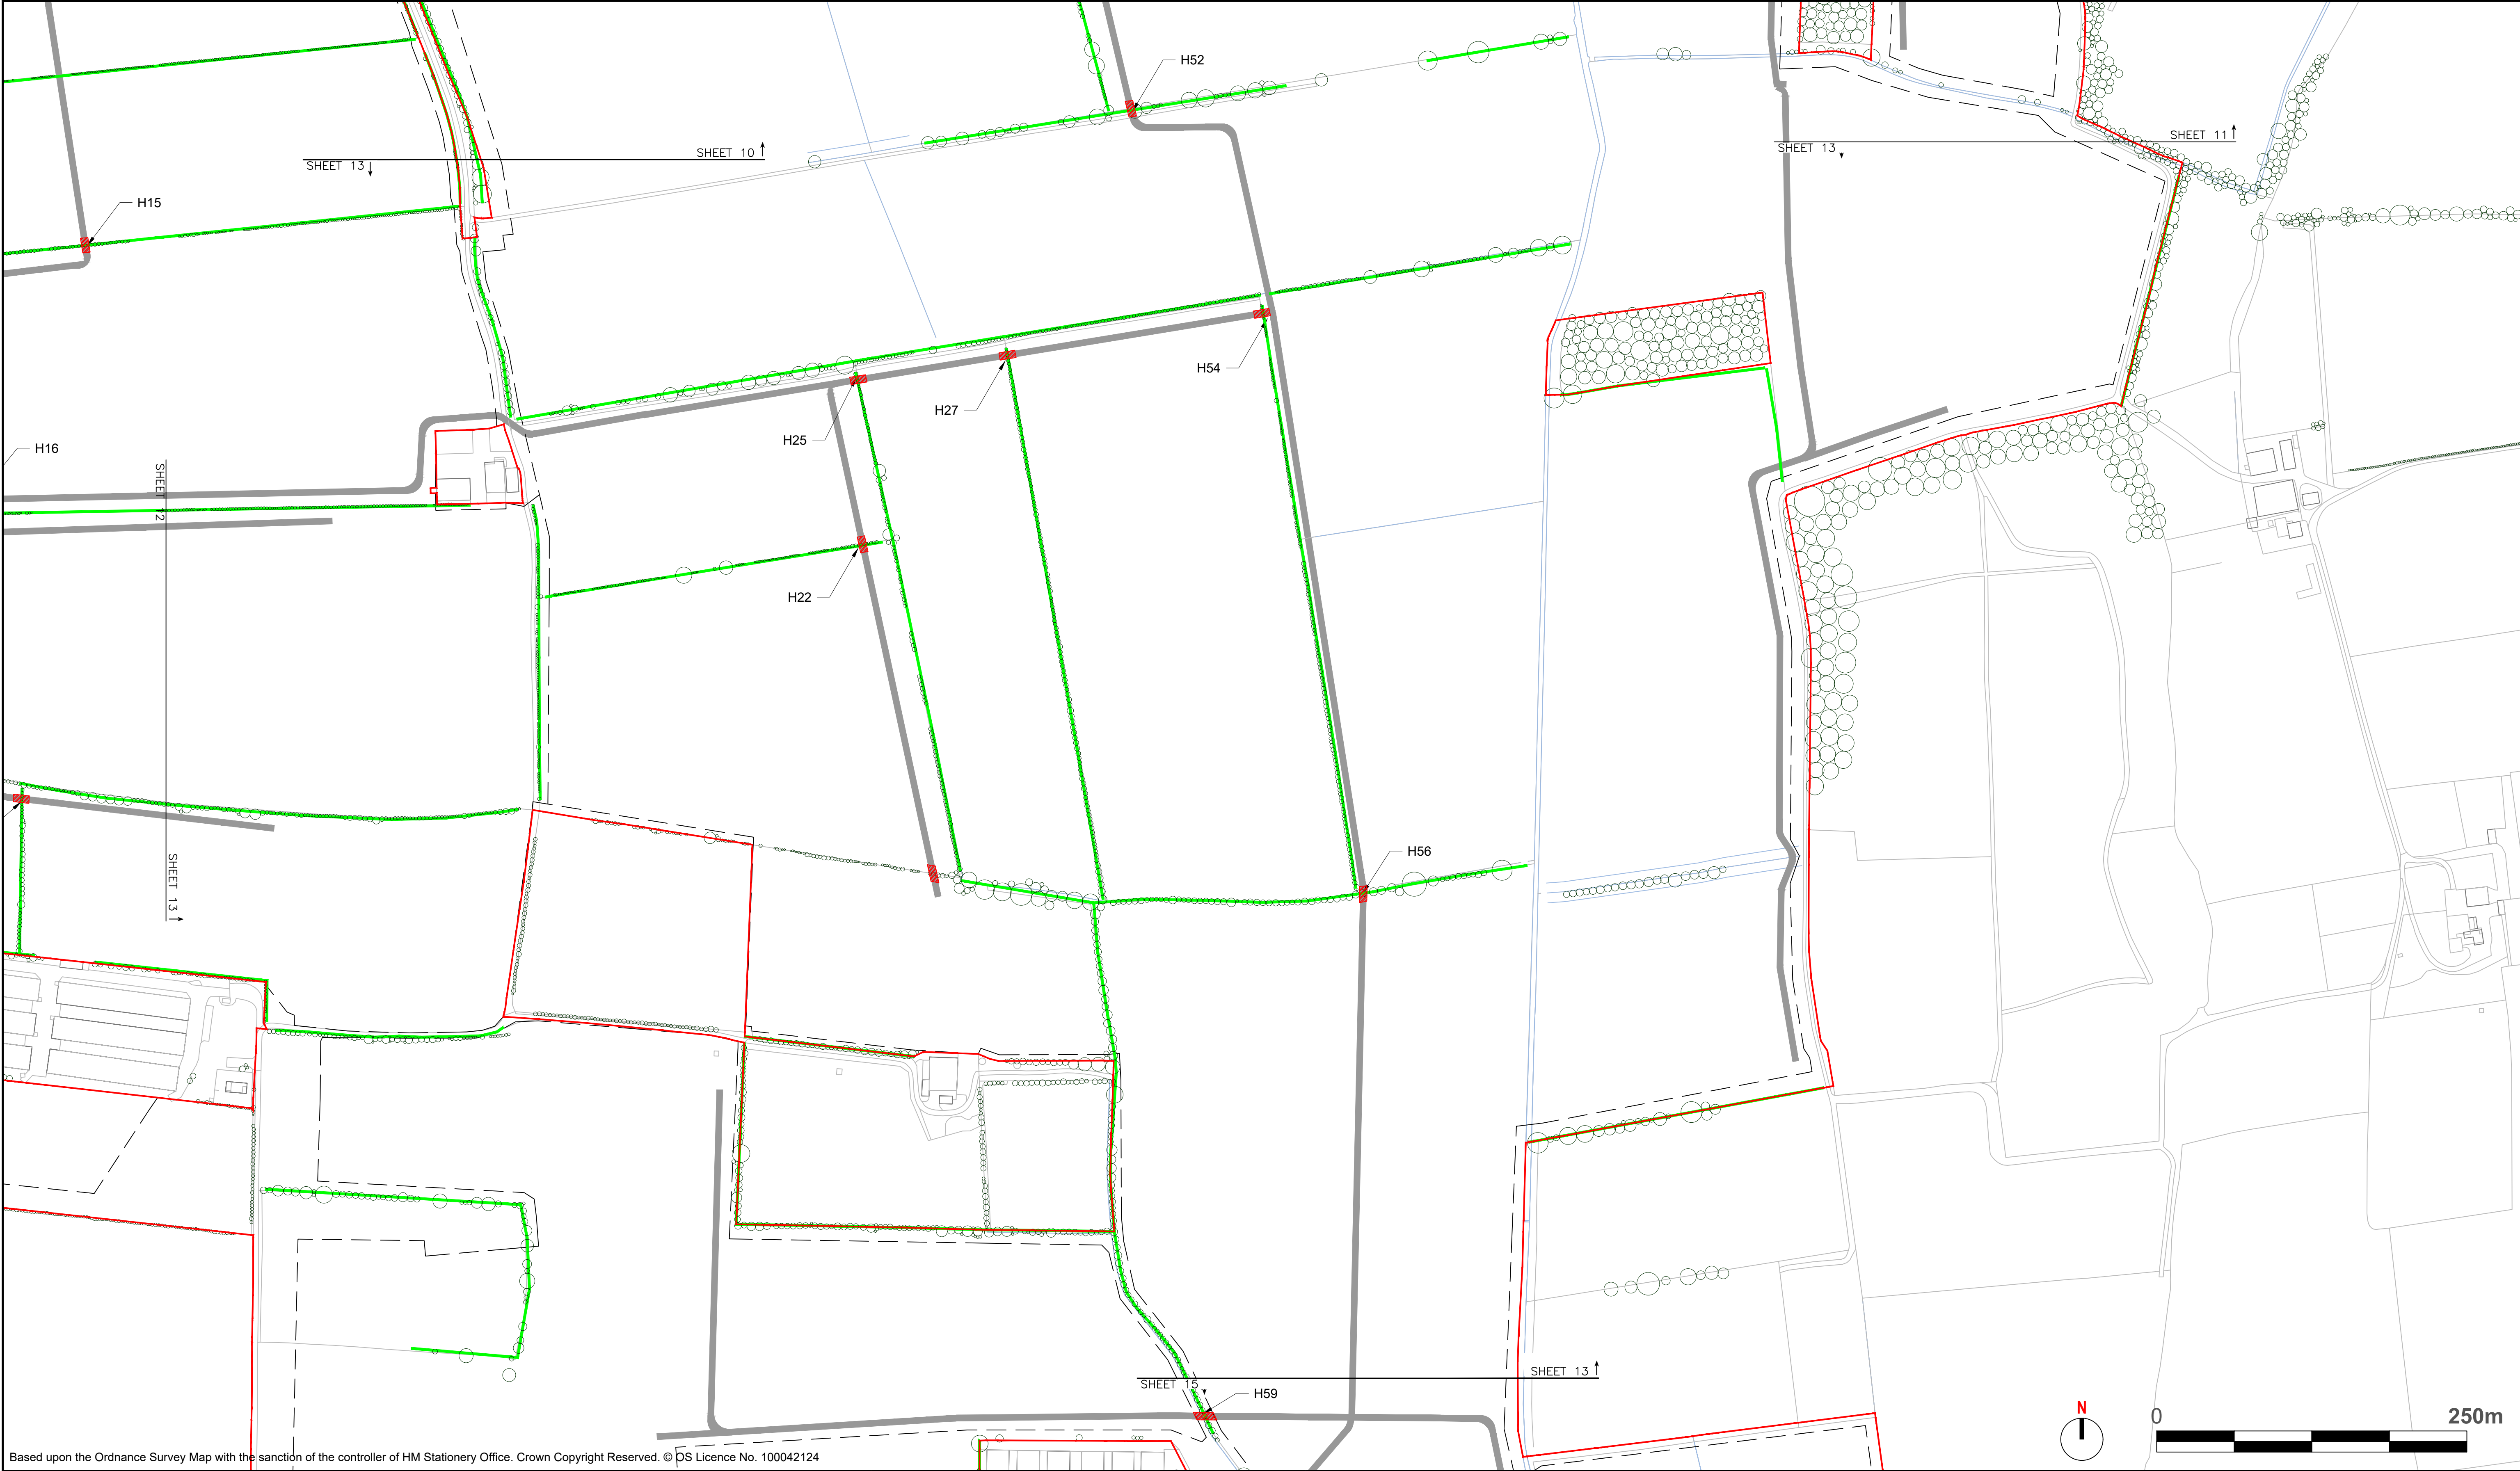 H52
SHEET 11
SHEET 13
SHEET 10
SHEET 13
H15
H54
H27
H25
H16
SHEET 12
H22
H56
SHEET 13
SHEET 13
SHEET 15
H59
N
0
250m
Based upon the Ordnance Survey Map with the sanction of the controller of HM Stationery Office. Crown Copyright Reserved. © OS Licence No. 100042124